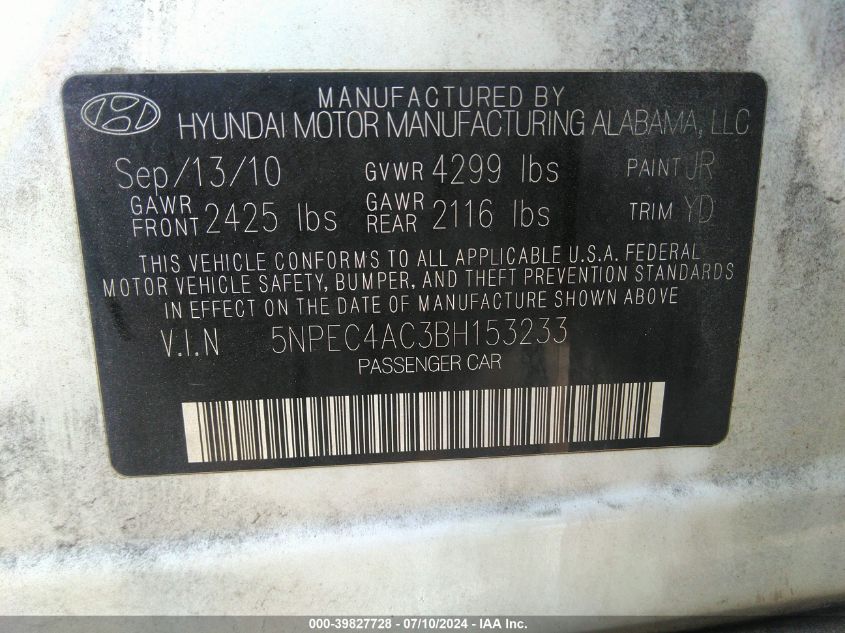 MANUFACTURED BY
HYUNDAI MOTOR MANUFACTURING ALABAMA, LLC
Sep/13/10 GVWR 4299 lbs PAINT JR
GAWR FRONT 2425 lbs GAWR REAR 2116 lbs TRIM YD
THIS VEHICLE CONFORMS TO ALL APPLICABLE U.S.A. FEDERAL
MOTOR VEHICLE SAFETY, BUMPER, AND THEFT PREVENTION STANDARDS
IN EFFECT ON THE DATE OF MANUFACTURE SHOWN ABOVE
V.I.N 5NPEC4AC3BH153233
PASSENGER CAR
000-39827728 - 07/10/2024 - IAA Inc.